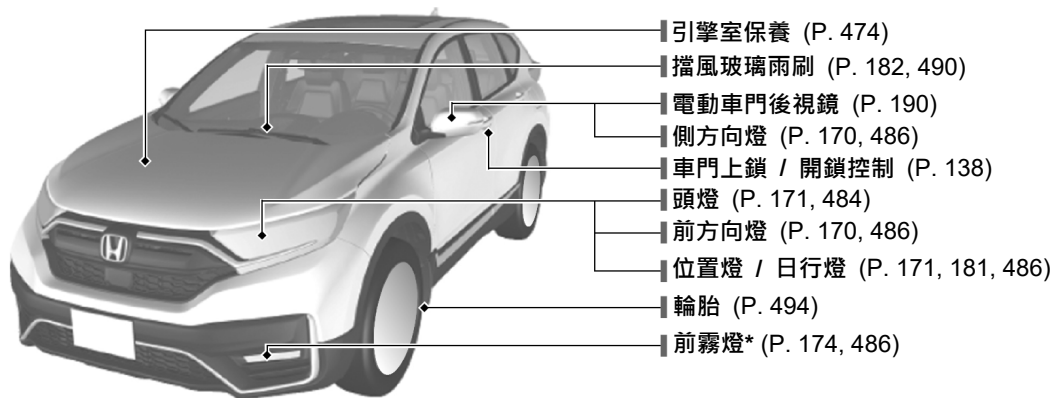 引擎室保養 (P. 474)
擋風玻璃雨刷 (P. 182, 490)
電動車門後視鏡 (P. 190)
側方向燈 (P. 170, 486)
車門上鎖 / 開鎖控制 (P. 138)
頭燈 (P. 171, 484)
前方向燈 (P. 170, 486)
位置燈 / 日行燈 (P. 171, 181, 486)
輪胎 (P. 494)
前霧燈* (P. 174, 486)